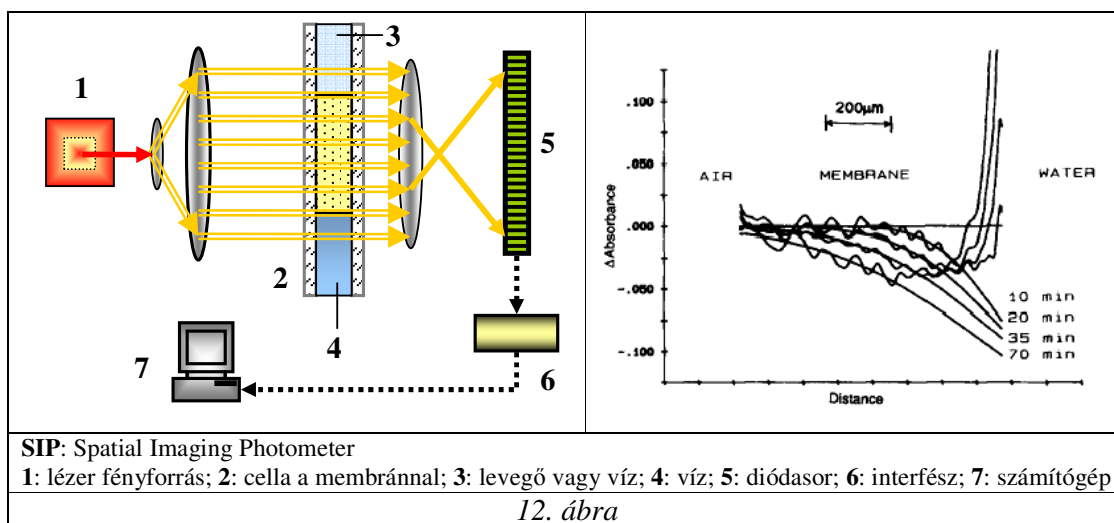 1
2
3
4
5
6
7
.100
.050
.000
-.050
-.100
ΔAbsorbance
200µm
AIR
MEMBRANE
WATER
10 min
20 min
35 min
70 min
Distance
SIP: Spatial Imaging Photometer
1: lézer fényforrás; 2: cella a membránnal; 3: levegő vagy víz; 4: víz; 5: diódasor; 6: interfész; 7: számítógép
12. ábra